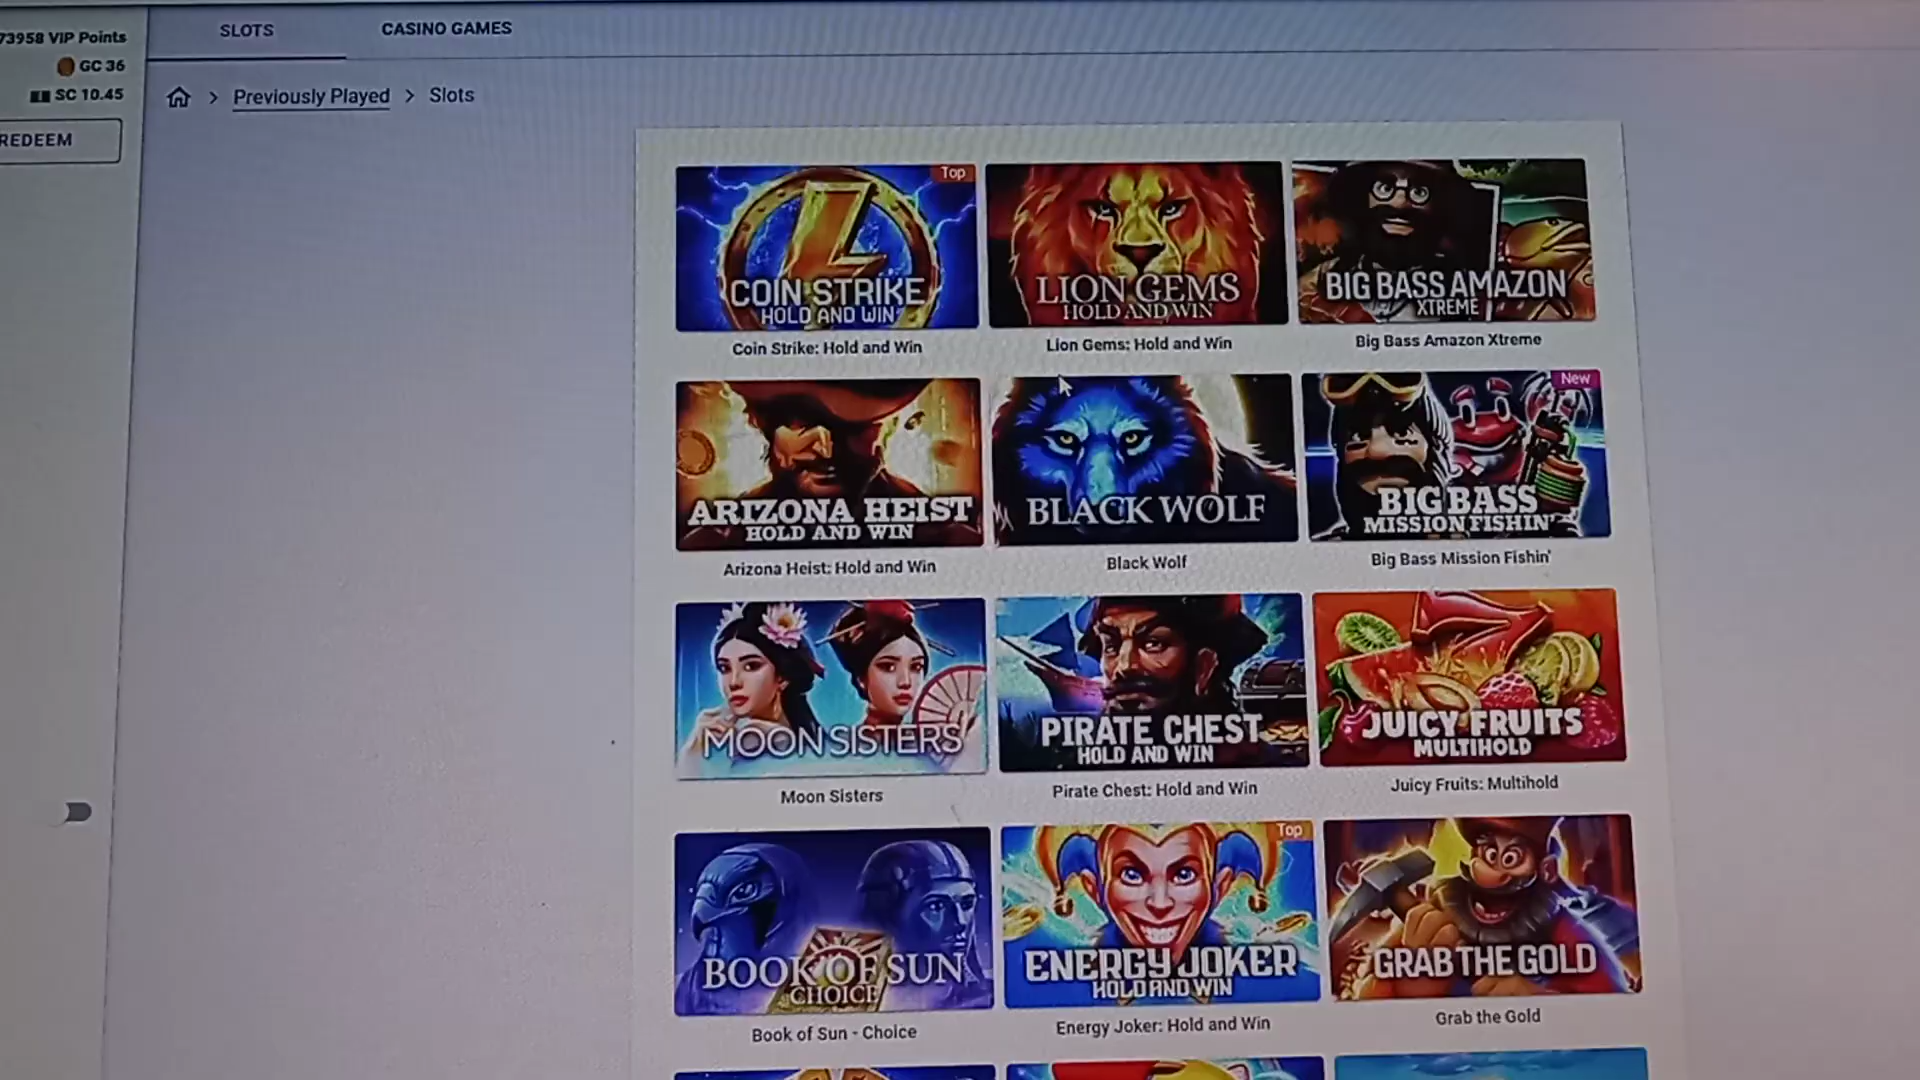 73958 VIP Points
GC 36
SC 10.45
REDEEM
SLOTS
CASINO GAMES
Previously Played > Slots
Top
COIN STRIKE
HOLD AND WIN
LION GEMS
HOLD AND WIN
BIG BASS AMAZON
XTREME
Coin Strike: Hold and Win
Lion Gems: Hold and Win
Big Bass Amazon Xtreme
New
ARIZONA HEIST
HOLD AND WIN
BLACK WOLF
BIG BASS
MISSION FISHIN'
Arizona Heist: Hold and Win
Black Wolf
Big Bass Mission Fishin'
MOON SISTERS
PIRATE CHEST
HOLD AND WIN
JUICY FRUITS
MULTIHOLD
Moon Sisters
Pirate Chest: Hold and Win
Juicy Fruits: Multihold
Top
BOOK OF SUN
CHOICE
ENERGY JOKER
HOLD AND WIN
GRAB THE GOLD
Book of Sun - Choice
Energy Joker: Hold and Win
Grab the Gold